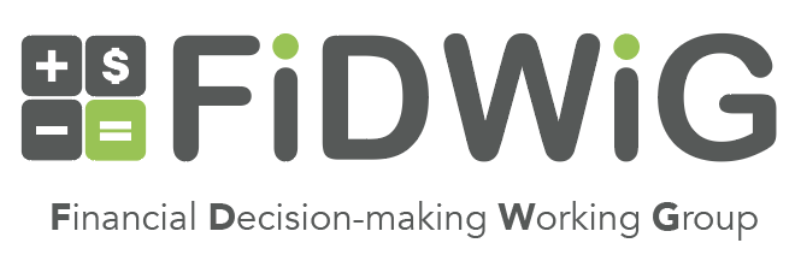 + $ FiDWiG
- =
Financial Decision-making Working Group